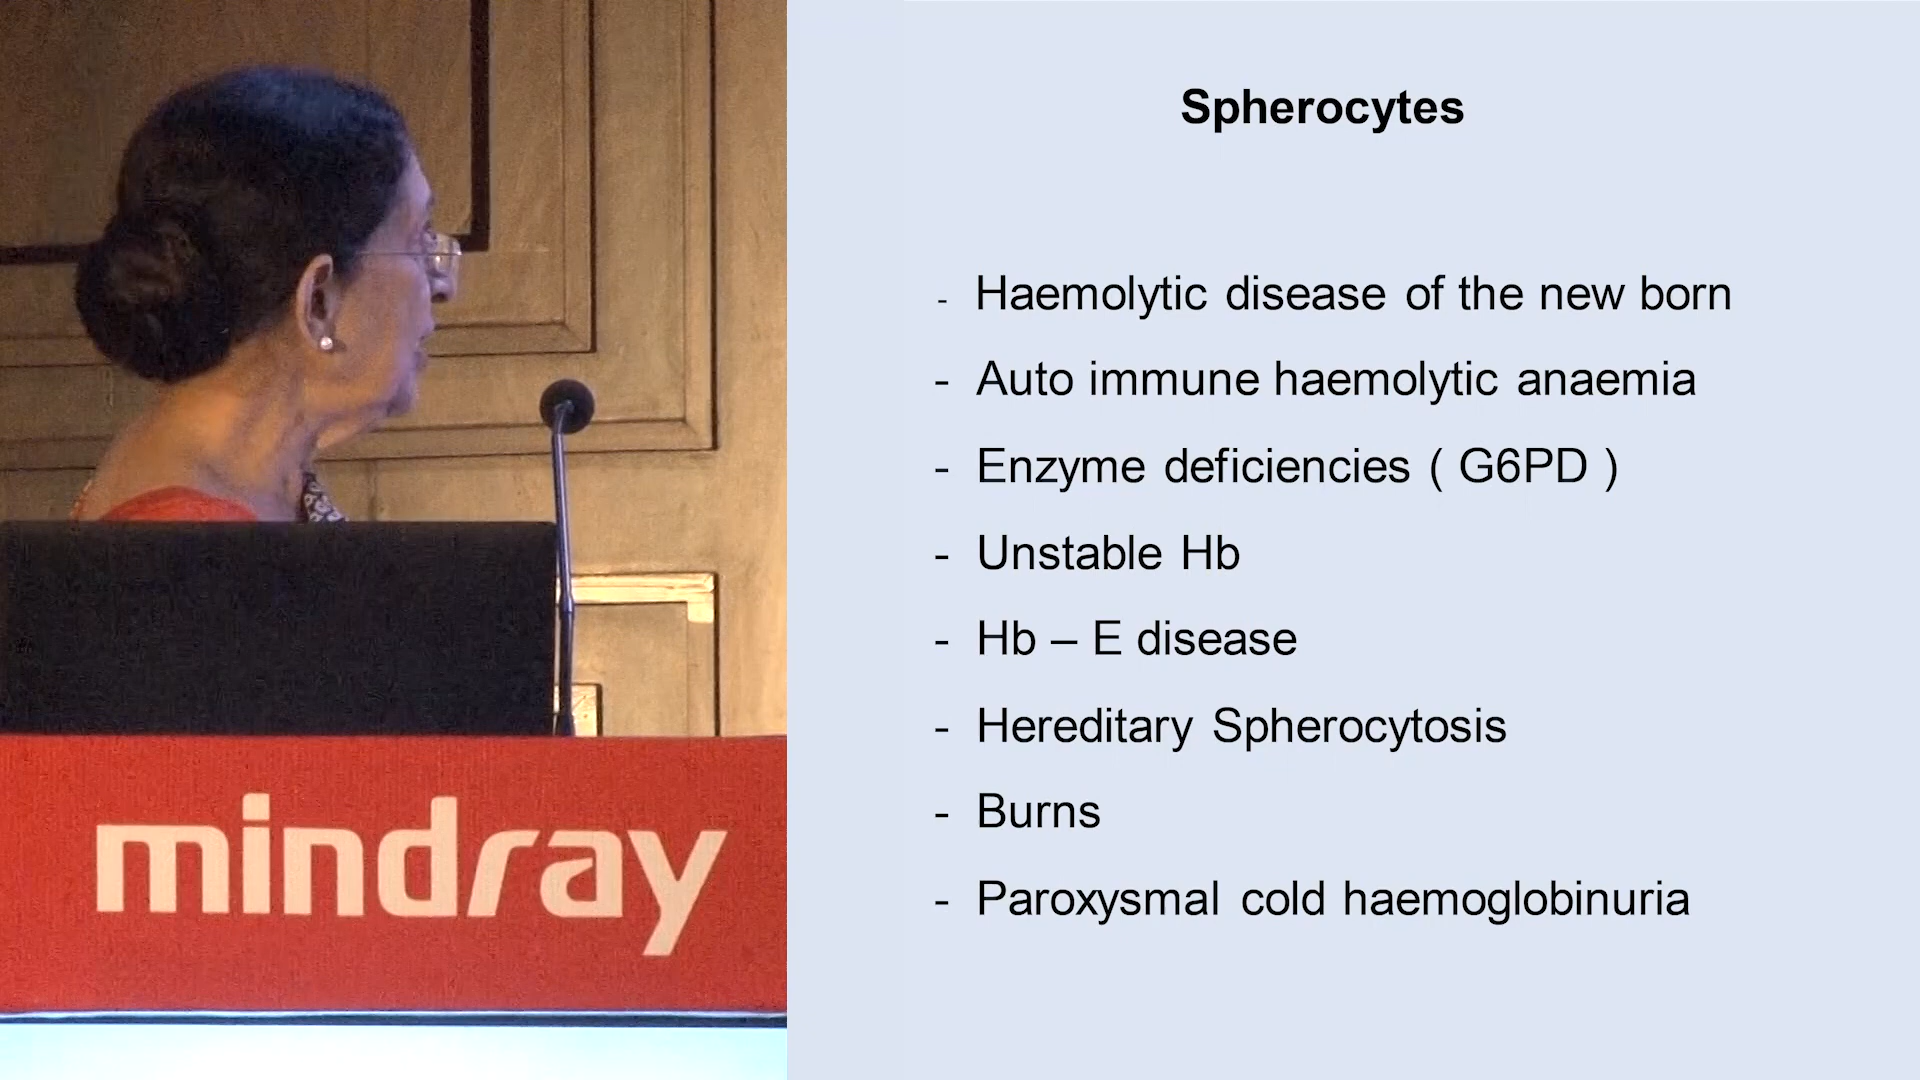 Spherocytes
- Haemolytic disease of the new born
- Auto immune haemolytic anaemia
- Enzyme deficiencies ( G6PD )
- Unstable Hb
- Hb – E disease
- Hereditary Spherocytosis
- Burns
- Paroxysmal cold haemoglobinuria
mindray